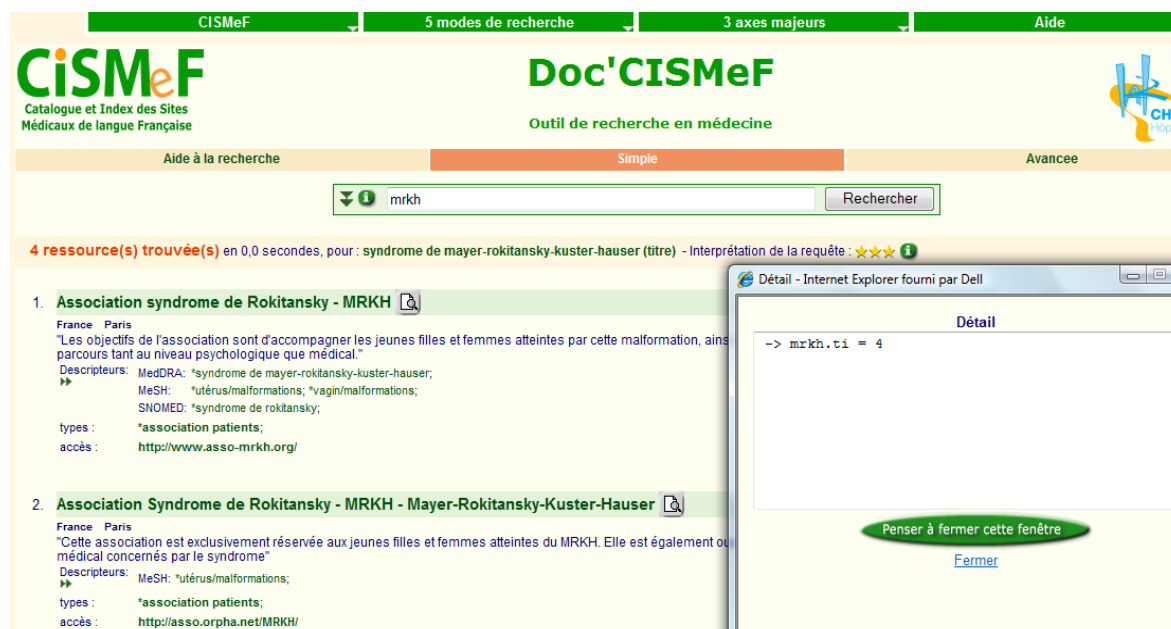 CISMeF 5 modes de recherche 3 axes majeurs Aide
CiSMeF
Catalogue et Index des Sites
Médicaux de langue Française
Doc'CISMeF
Outil de recherche en médecine
CH
Hôp
Aide à la recherche Simple Avancee
mrkh Rechercher
4 ressource(s) trouvée(s) en 0,0 secondes, pour : syndrome de mayer-rokitansky-kuster-hauser (titre) - Interprétation de la requête :
1. Association syndrome de Rokitansky - MRKH
France Paris
"Les objectifs de l'association sont d'accompagner les jeunes filles et femmes atteintes par cette malformation, ains
parcours tant au niveau psychologique que médical."
Descripteurs: MedDRA: *syndrome de mayer-rokitansky-kuster-hauser;
MeSH: *utérus/malformations; *vagin/malformations;
SNOMED: *syndrome de rokitansky;
types : *association patients;
accès : http://www.asso-mrkh.org/
2. Association Syndrome de Rokitansky - MRKH - Mayer-Rokitansky-Kuster-Hauser
France Paris
"Cette association est exclusivement réservée aux jeunes filles et femmes atteintes du MRKH. Elle est également ou
médical concernés par le syndrome"
Descripteurs: MeSH: *utérus/malformations;
types : *association patients;
accès : http://asso.orpha.net/MRKH/
Détail - Internet Explorer fourni par Dell
Détail
-> mrkh.ti = 4
Penser à fermer cette fenêtre
Fermer